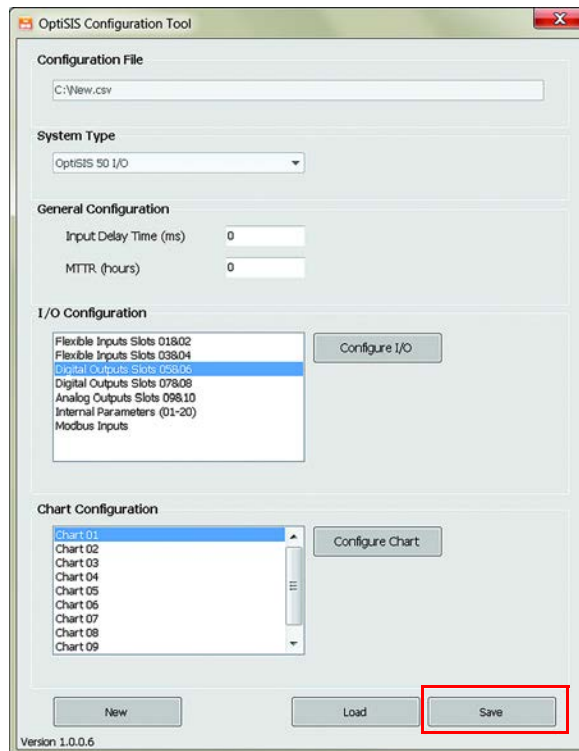 OptiSIS Configuration Tool
Configuration File
C:\New.csv
System Type
OptiSIS 50 I/O
General Configuration
Input Delay Time (ms) 0
MTTR (hours) 0
I/O Configuration
Flexible Inputs Slots 01&02
Flexible Inputs Slots 03&04
Digital Outputs Slots 05&06
Digital Outputs Slots 07&08
Analog Outputs Slots 09&10
Internal Parameters (01-20)
Modbus Inputs
Configure I/O
Chart Configuration
Chart 01
Chart 02
Chart 03
Chart 04
Chart 05
Chart 06
Chart 07
Chart 08
Chart 09
Configure Chart
New Load Save
Version 1.0.0.6